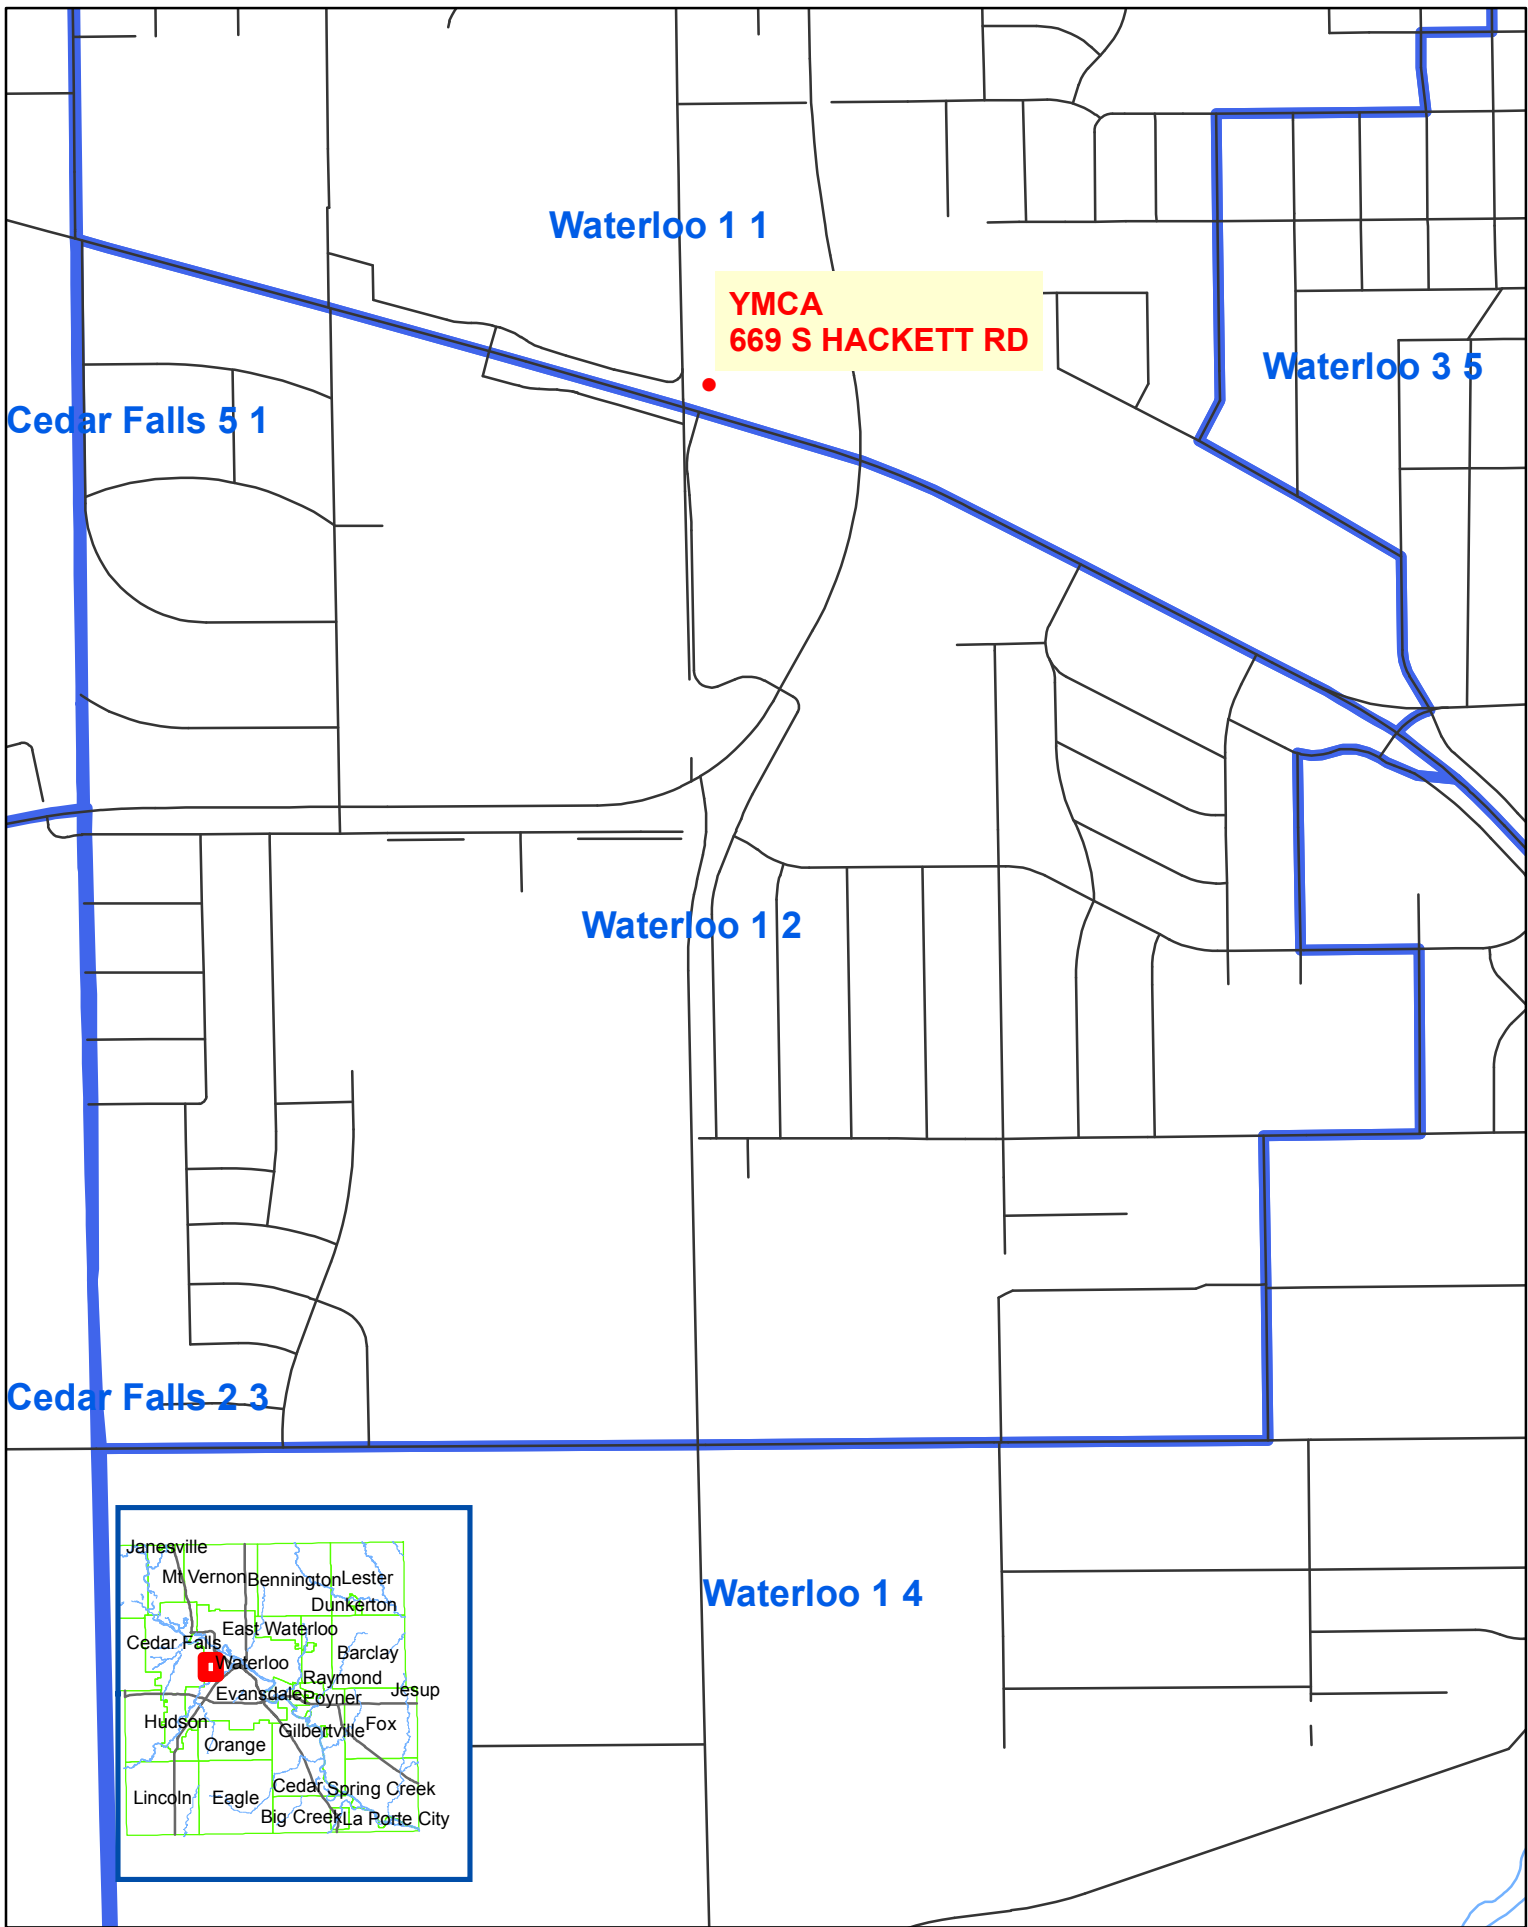 Waterloo 1 1
YMCA
669 S HACKETT RD
Waterloo 3 5
Cedar Falls 5 1
Waterloo 1 2
Cedar Falls 2 3
Waterloo 1 4
Janesville
Mt Vernon
Bennington
Lester
Dunkerton
East Waterloo
Cedar Falls
Barclay
Waterloo
Raymond
Evansdale
Poyner
Jesup
Hudson
Gilbertville
Fox
Orange
Lincoln
Eagle
Cedar
Spring Creek
Big Creek
La Porte City